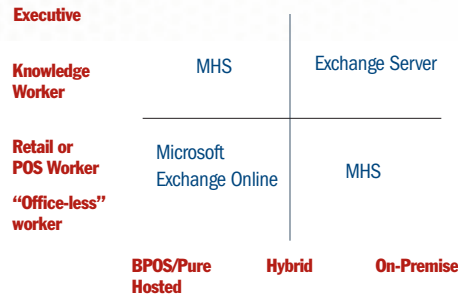 Executive
Knowledge
Worker
MHS
Exchange Server
Retail or
POS Worker
Microsoft
Exchange Online
MHS
“Office-less”
worker
BPOS/Pure
Hosted
Hybrid
On-Premise